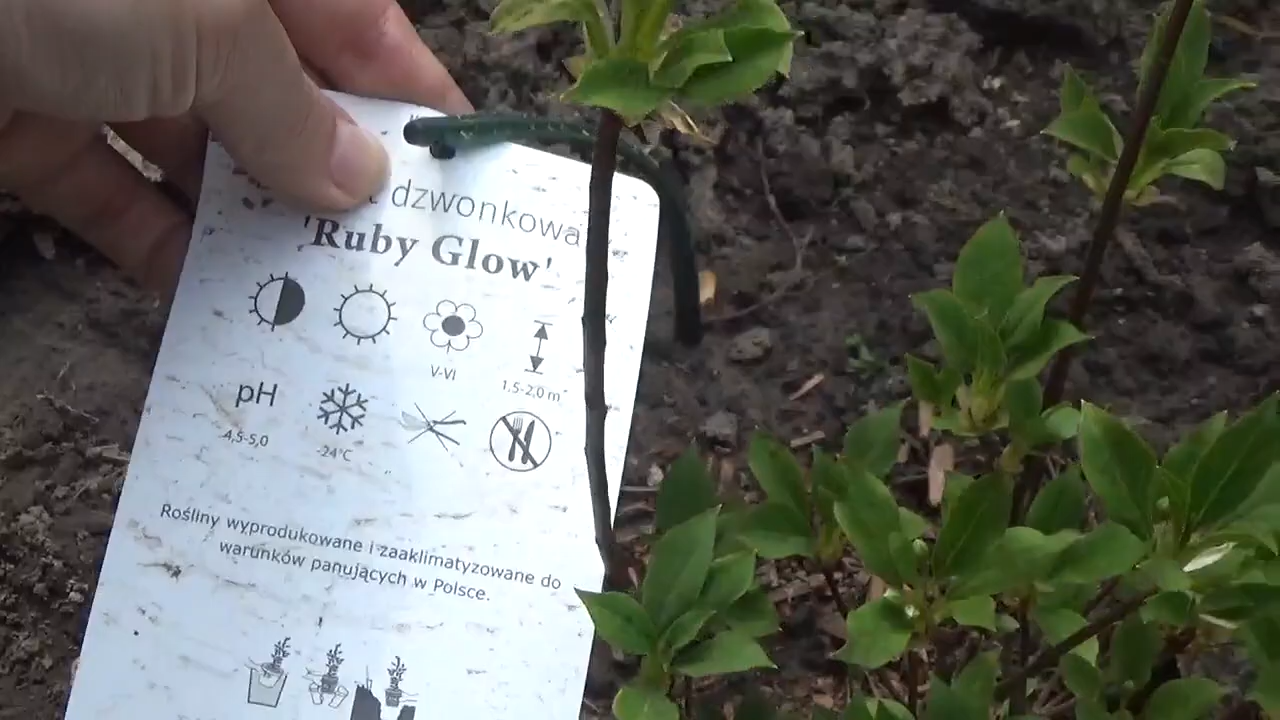 dzwonkowa
'Ruby Glow'
V-VI
1,5-2,0 m
pH
4,5-5,0
-24°C
Rośliny wyprodukowane i zaaklimatyzowane do
warunków panujących w Polsce.